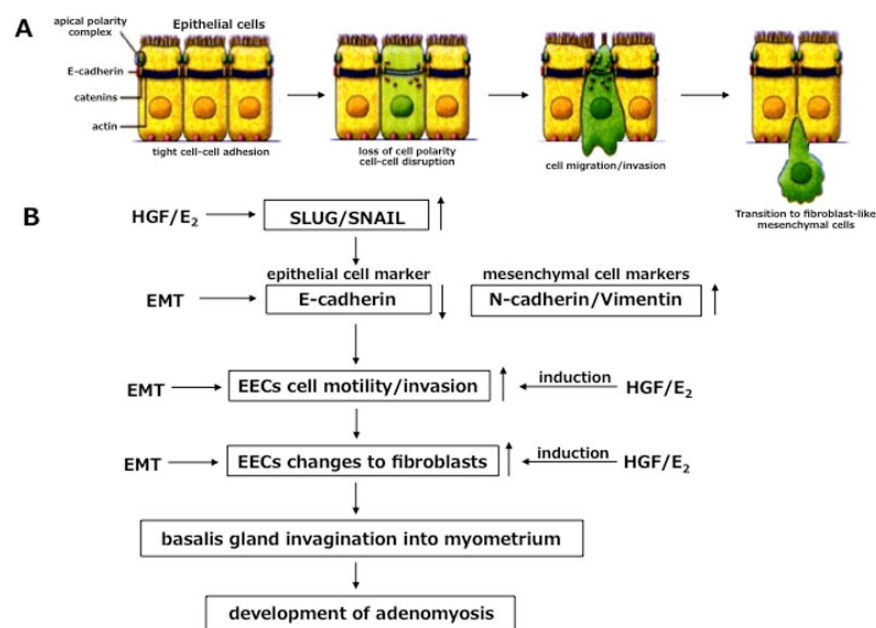 A
apical polarity
complex
Epithelial cells
E-cadherin
catenins
actin
tight cell-cell adhesion
loss of cell polarity
cell-cell disruption
cell migration/invasion
Transition to fibroblast-like
mesenchymal cells
B
HGF/E₂
SLUG/SNAIL
epithelial cell marker
mesenchymal cell markers
EMT
E-cadherin
N-cadherin/Vimentin
EMT
EECs cell motility/invasion
induction
HGF/E₂
EMT
EECs changes to fibroblasts
induction
HGF/E₂
basalis gland invagination into myometrium
development of adenomyosis